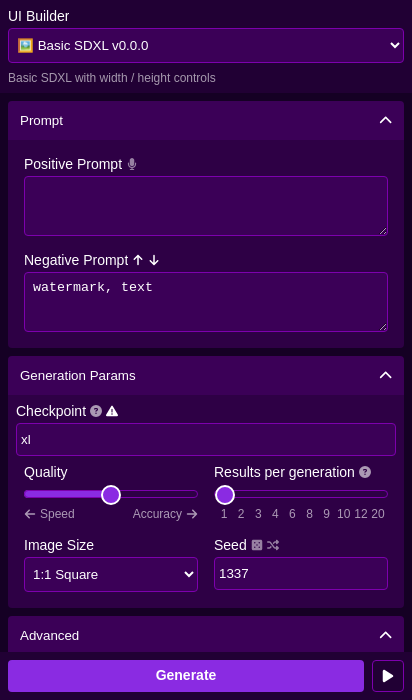 UI Builder
🖼️ Basic SDXL v0.0.0
Basic SDXL with width / height controls
Prompt
Positive Prompt
Negative Prompt ↑ ↓
watermark, text
Generation Params
Checkpoint
xl
Quality
Results per generation
← Speed Accuracy →
1 2 3 4 6 8 9 10 12 20
Image Size
Seed
1:1 Square
1337
Advanced
Generate